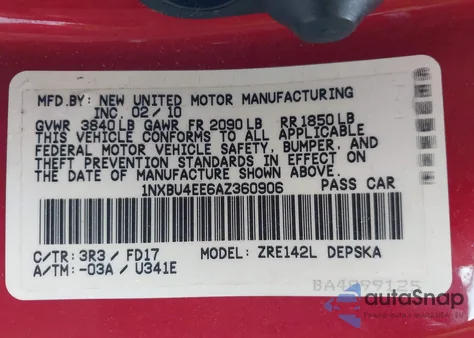 MFD.BY: NEW UNITED MOTOR MANUFACTURING
INC. 02/10
GVWR 3840LB GAWR FR 2090LB RR1850LB
THIS VEHICLE CONFORMS TO ALL APPLICABLE
FEDERAL MOTOR VEHICLE SAFETY, BUMPER, AND
THEFT PREVENTION STANDARDS IN EFFECT ON
THE DATE OF MANUFACTURE SHOWN ABOVE.
1NXBU4EE6AZ360906 PASS CAR
C/TR: 3R3 / FD17 MODEL: ZRE142L DEPSKA
A/TM: -03A / U341E
BA4099125
autoSnap